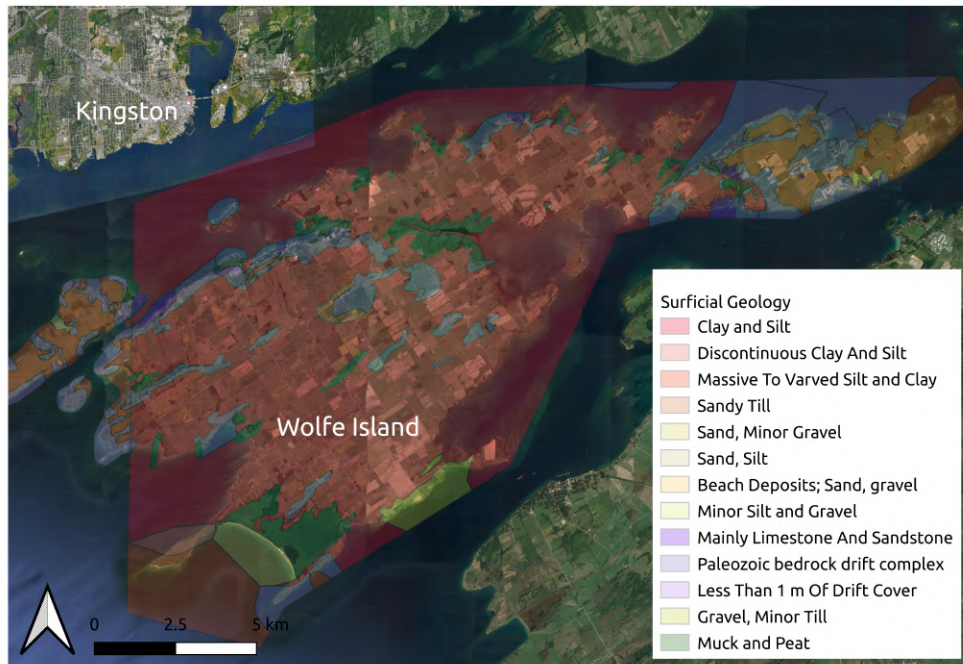 Kingston
Wolfe Island
Surficial Geology
Clay and Silt
Discontinuous Clay And Silt
Massive To Varved Silt and Clay
Sandy Till
Sand, Minor Gravel
Sand, Silt
Beach Deposits; Sand, gravel
Minor Silt and Gravel
Mainly Limestone And Sandstone
Paleozoic bedrock drift complex
Less Than 1 m Of Drift Cover
Gravel, Minor Till
Muck and Peat
0 2.5 5 km